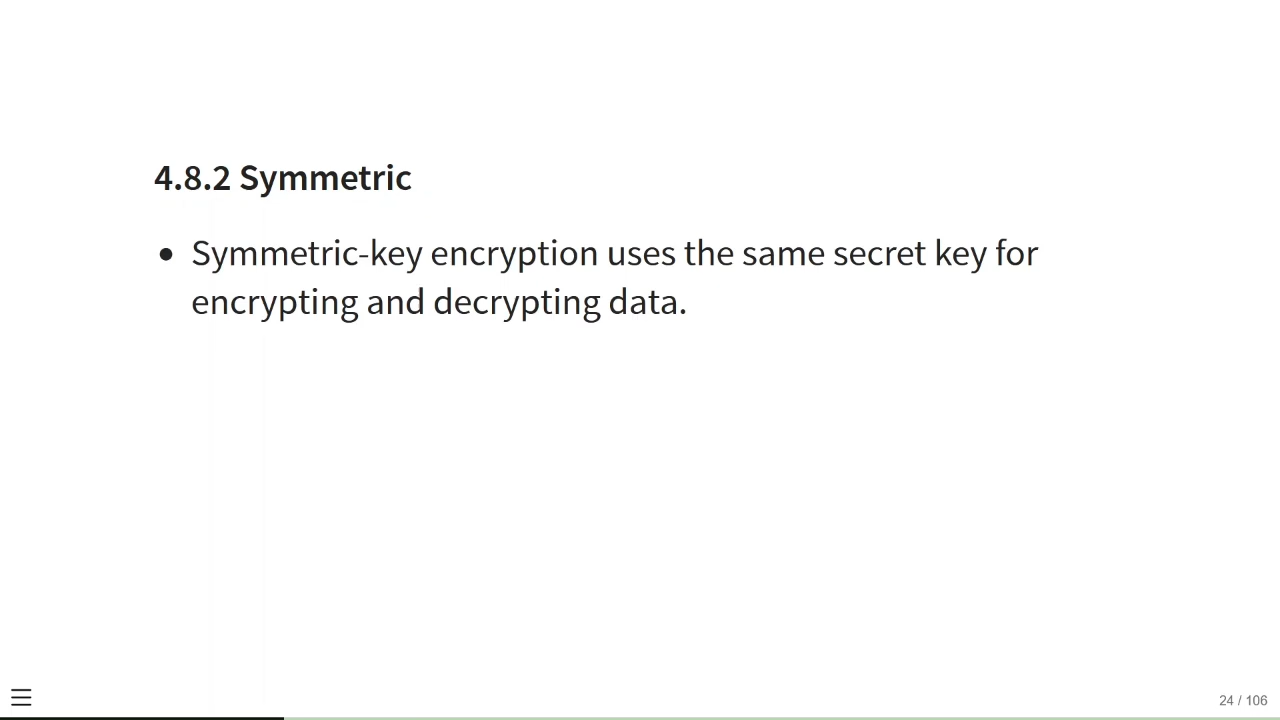 4.8.2 Symmetric
• Symmetric-key encryption uses the same secret key for
encrypting and decrypting data.
24 / 106